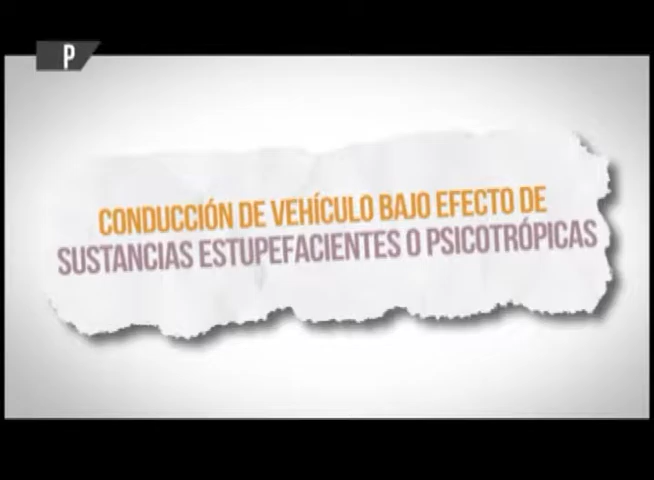 P
CONDUCCIÓN DE VEHÍCULO BAJO EFECTO DE
SUSTANCIAS ESTUPEFACIENTES O PSICOTRÓPICAS